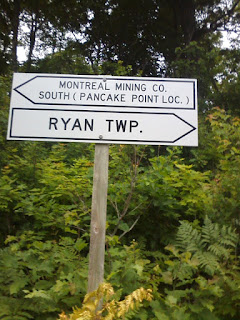 MONTREAL MINING CO.
SOUTH (PANCAKE POINT LOC.)
RYAN TWP.